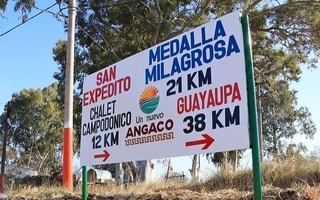 SAN
EXPEDITO
CHALET
CAMPODONICO
12 KM
Un nuevo
ANGACO
MEDALLA
MILAGROSA
21 KM
GUAYAUPA
38 KM